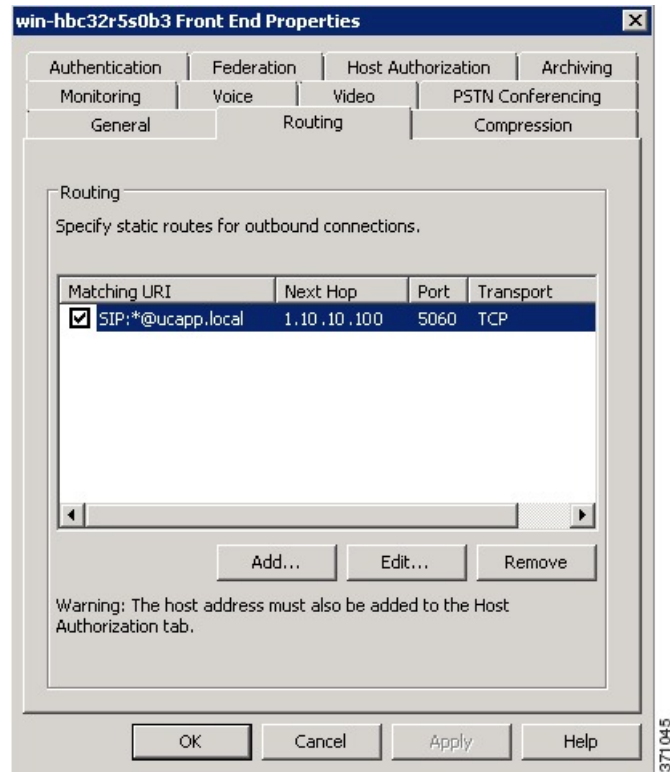 win-hbc32r5s0b3 Front End Properties
Authentication Federation Host Authorization Archiving
Monitoring Voice Video PSTN Conferencing
General Routing Compression
Routing
Specify static routes for outbound connections.
Matching URI Next Hop Port Transport
SIP:*@ucapp.local 1.10.10.100 5060 TCP
Add... Edit... Remove
Warning: The host address must also be added to the Host
Authorization tab.
OK Cancel Apply Help
371045